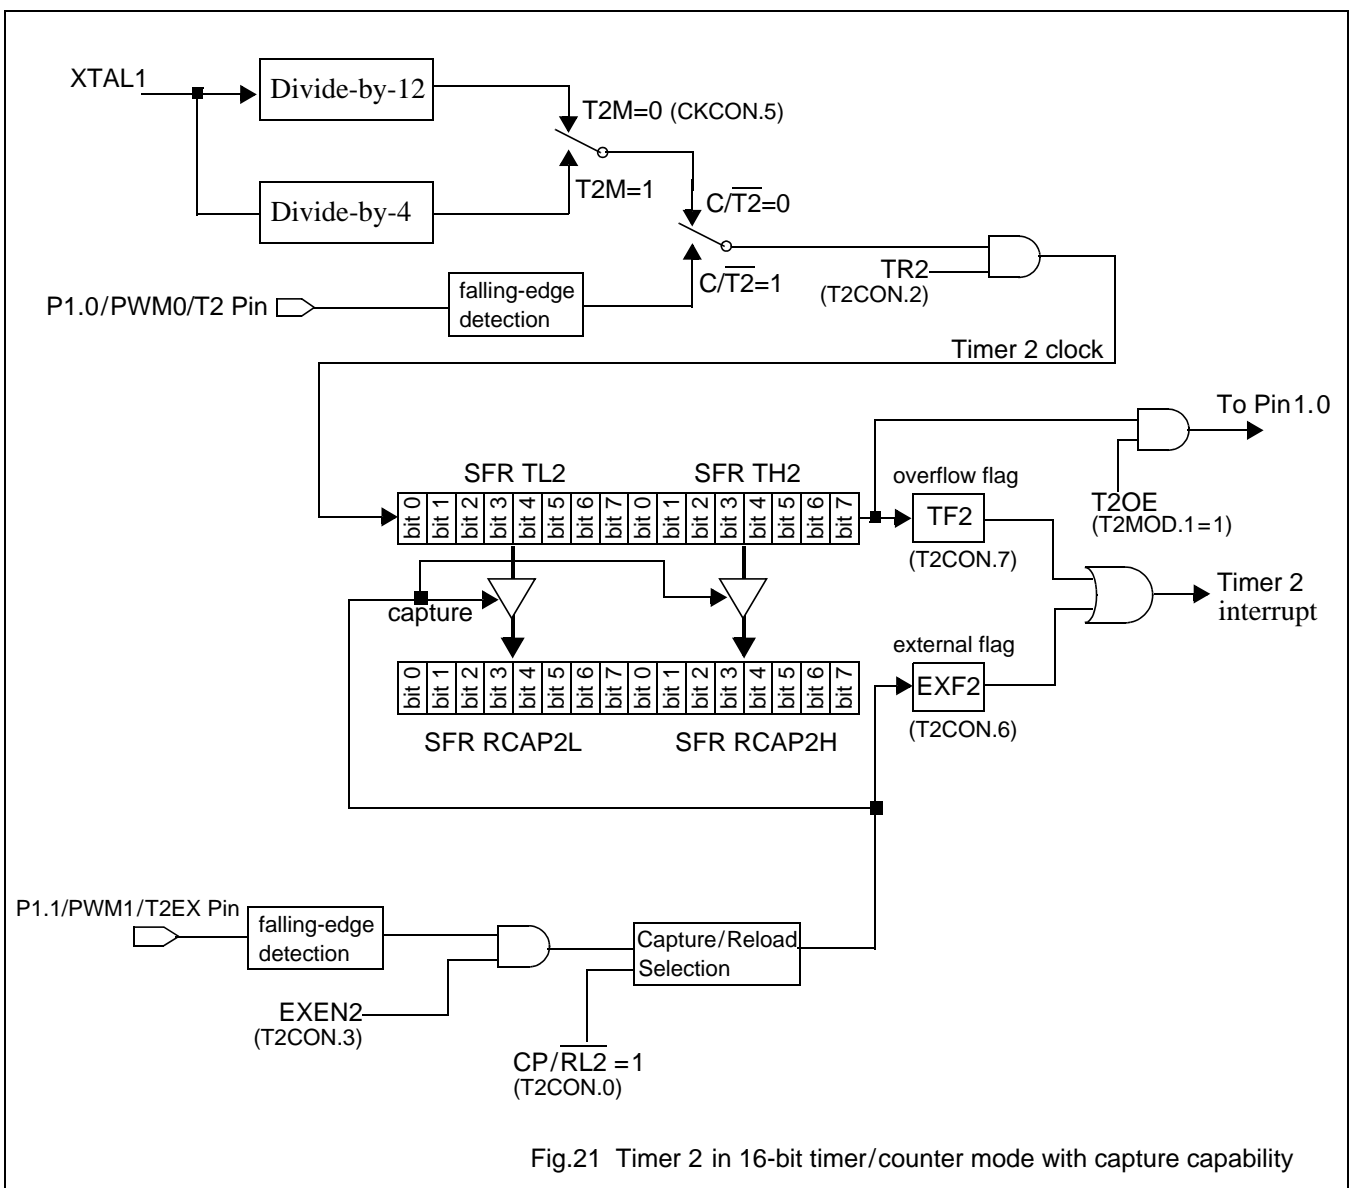 XTAL1
Divide-by-12
T2M=0 (CKCON.5)
T2M=1
Divide-by-4
C/T2=0
C/T2=1
TR2
(T2CON.2)
P1.0/PWM0/T2 Pin
falling-edge
detection
Timer 2 clock
To Pin1.0
SFR TL2
SFR TH2
overflow flag
bit 0 bit 1 bit 2 bit 3 bit 4 bit 5 bit 6 bit 7 bit 0 bit 1 bit 2 bit 3 bit 4 bit 5 bit 6 bit 7
TF2
(T2CON.7)
T2OE
(T2MOD.1=1)
capture
Timer 2
interrupt
external flag
bit 0 bit 1 bit 2 bit 3 bit 4 bit 5 bit 6 bit 7 bit 0 bit 1 bit 2 bit 3 bit 4 bit 5 bit 6 bit 7
EXF2
(T2CON.6)
SFR RCAP2L
SFR RCAP2H
P1.1/PWM1/T2EX Pin
falling-edge
detection
Capture/Reload
Selection
EXEN2
(T2CON.3)
CP/RL2 =1
(T2CON.0)
Fig.21 Timer 2 in 16-bit timer/counter mode with capture capability